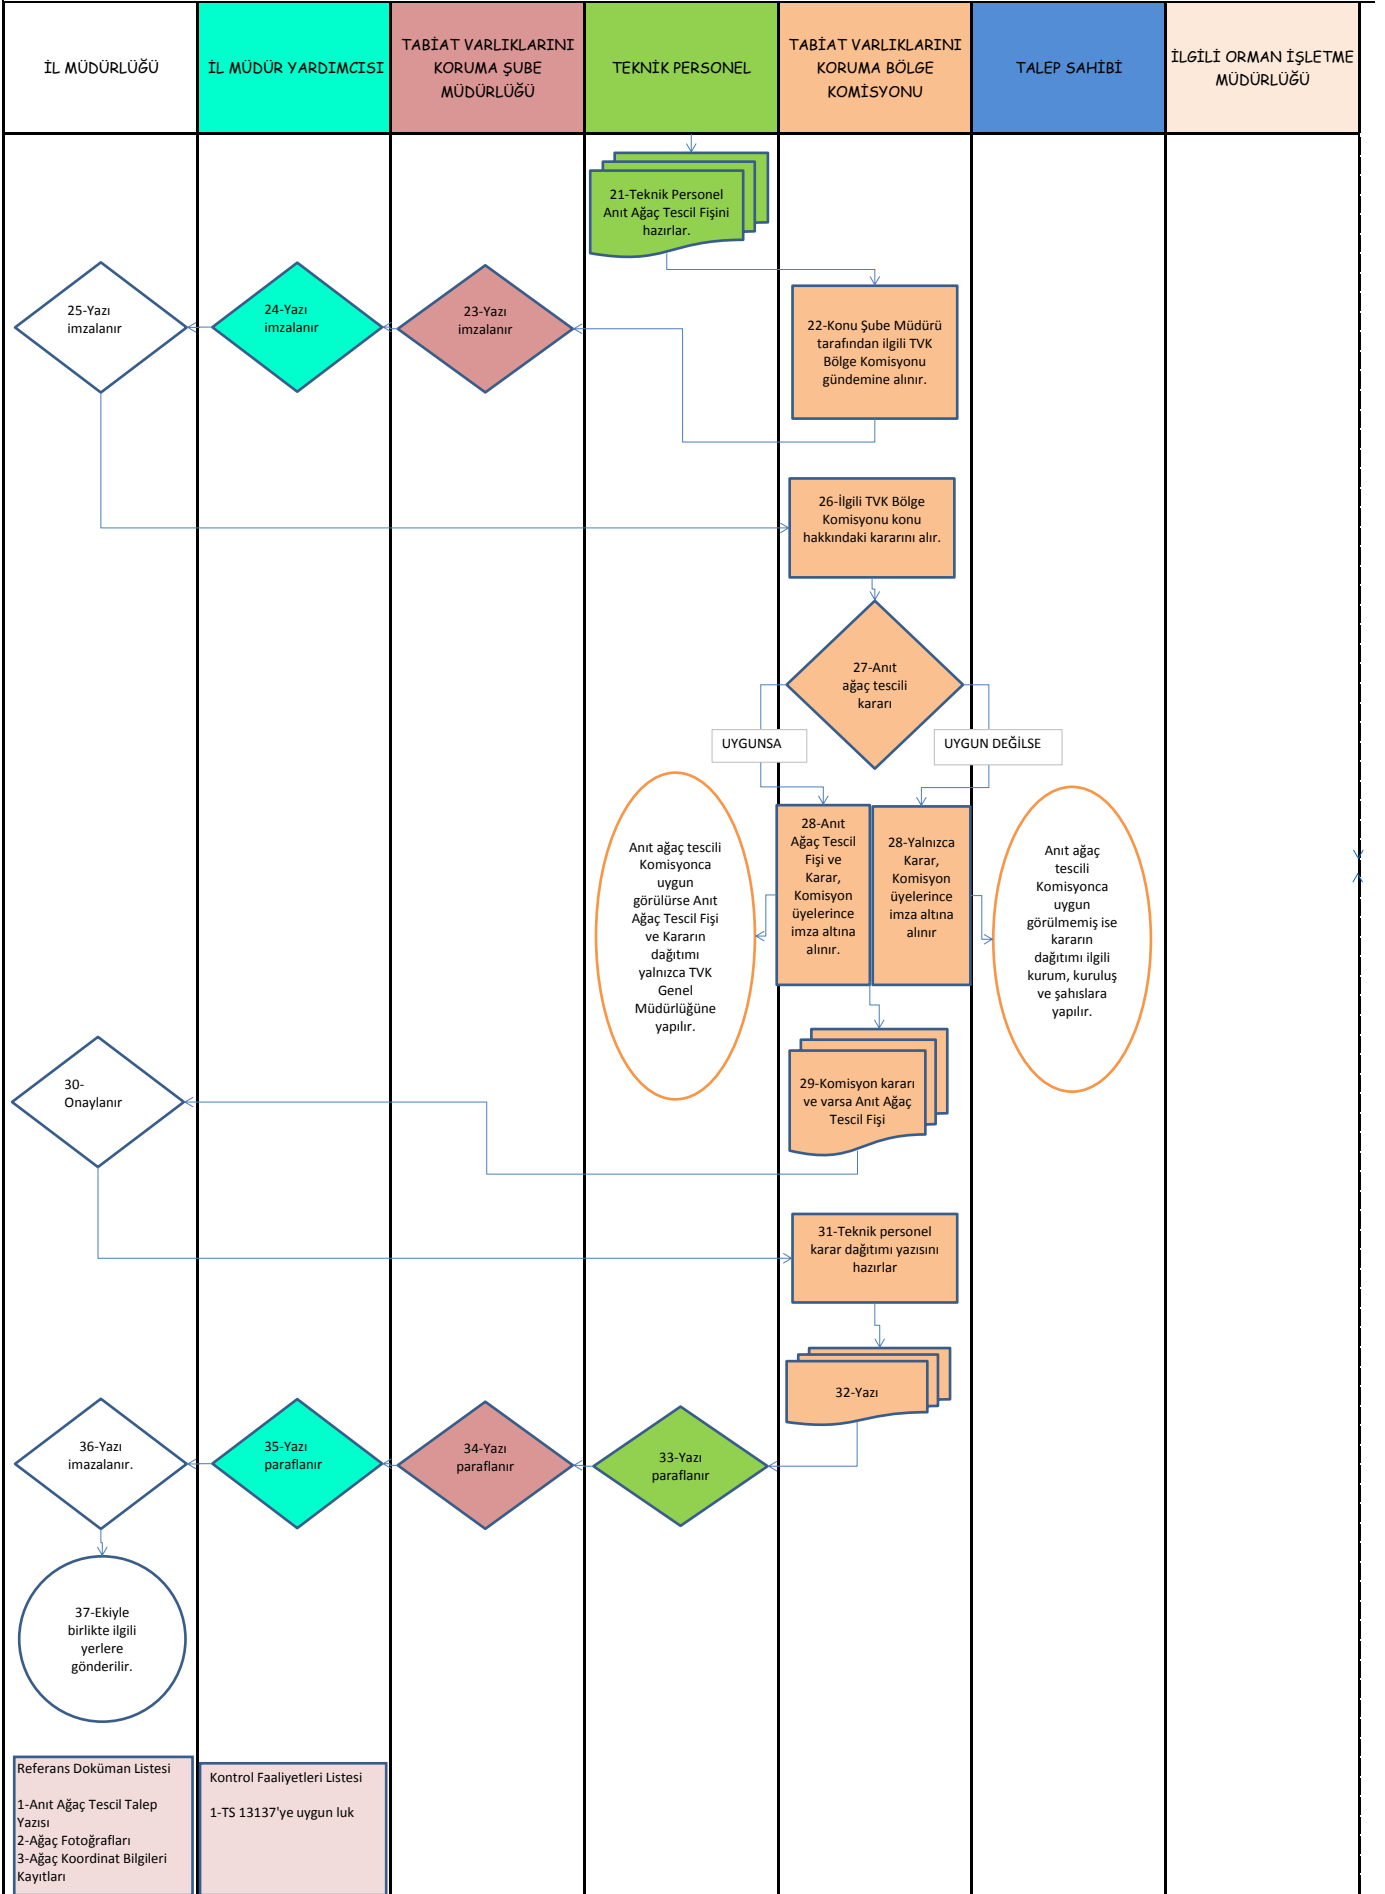 İL MÜDÜRLÜĞÜ
İL MÜDÜR YARDIMCISI
TABİAT VARLIKLARINI
KORUMA ŞUBE
MÜDÜRLÜĞÜ
TEKNİK PERSONEL
TABİAT VARLIKLARINI
KORUMA BÖLGE
KOMİSYONU
TALEP SAHİBİ
İLGİLİ ORMAN İŞLETME
MÜDÜRLÜĞÜ
21-Teknik Personel
Anıt Ağaç Tescil Fişini
hazırlar.
22-Konu Şube Müdürü
tarafından ilgili TVK
Bölge Komisyonu
gündemine alınır.
23-Yazı
imzalanır
24-Yazı
imzalanır
25-Yazı
imzalanır
26-İlgili TVK Bölge
Komisyonu konu
hakkındaki kararını alır.
27-Anıt
ağaç tescili
kararı
UYGUNSA
UYGUN DEĞİLSE
Anıt ağaç tescili
Komisyonca
uygun
görülürse Anıt
Ağaç Tescil Fişi
ve Kararın
dağıtımı
yalnızca TVK
Genel
Müdürlüğüne
yapılır.
28-Anıt
Ağaç Tescil
Fişi ve
Karar,
Komisyon
üyelerince
imza altına
alınır.
28-Yalnızca
Karar,
Komisyon
üyelerince
imza altına
alınır
Anıt ağaç
tescili
Komisyonca
uygun
görülmemiş ise
kararın
dağıtımı ilgili
kurum, kuruluş
ve şahıslara
yapılır.
29-Komisyon kararı
ve varsa Anıt Ağaç
Tescil Fişi
30-
Onaylanır
31-Teknik personel
karar dağıtımı yazısını
hazırlar
32-Yazı
33-Yazı
paraflanır
34-Yazı
paraflanır
35-Yazı
paraflanır
36-Yazı
imazalanır.
37-Ekiyle
birlikte ilgili
yerlere
gönderilir.
Referans Doküman Listesi
1-Anıt Ağaç Tescil Talep
Yazısı
2-Ağaç Fotoğrafları
3-Ağaç Koordinat Bilgileri
Kayıtları
Kontrol Faaliyetleri Listesi
1-TS 13137'ye uygun luk